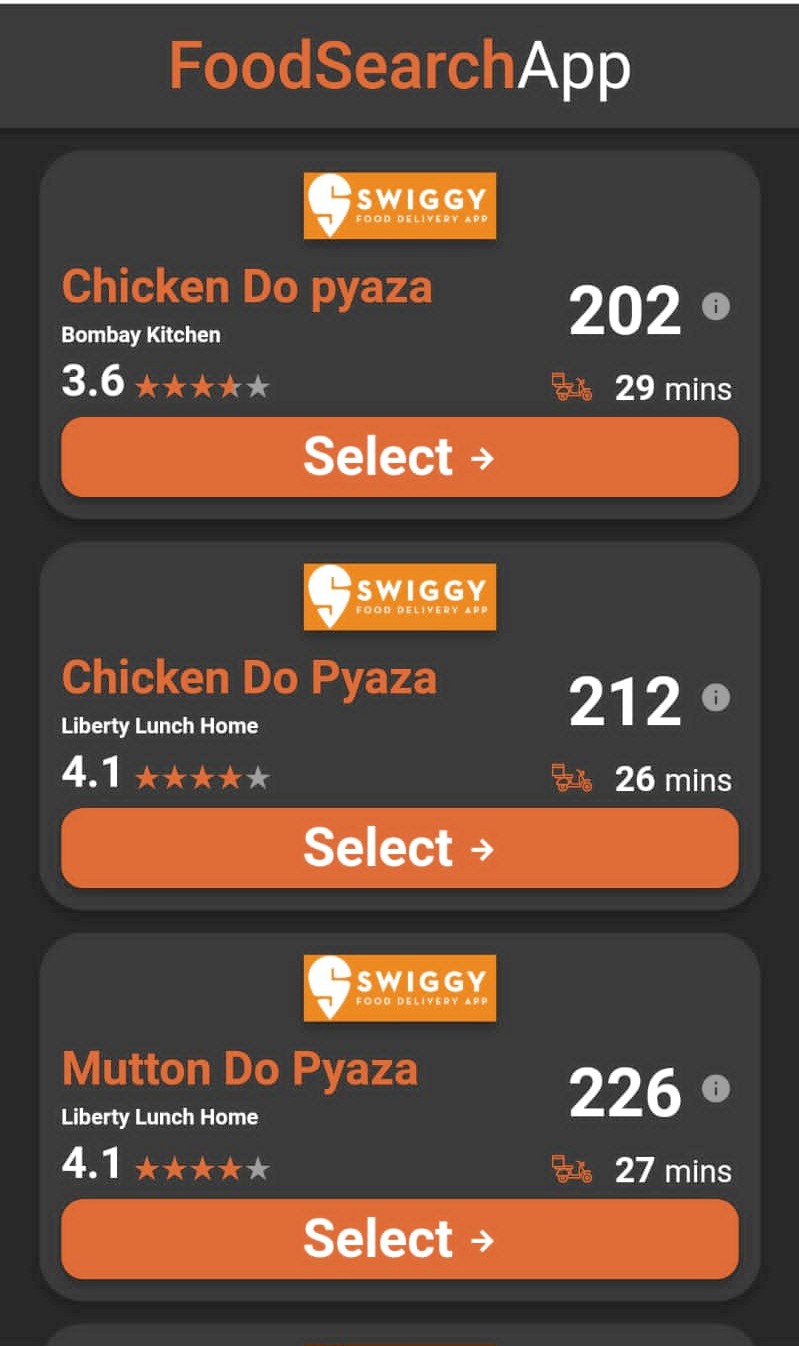 FoodSearchApp
SWIGGY
FOOD DELIVERY APP
Chicken Do pyaza
202
Bombay Kitchen
3.6
29 mins
Select →
SWIGGY
FOOD DELIVERY APP
Chicken Do Pyaza
212
Liberty Lunch Home
4.1
26 mins
Select →
SWIGGY
FOOD DELIVERY APP
Mutton Do Pyaza
226
Liberty Lunch Home
4.1
27 mins
Select →